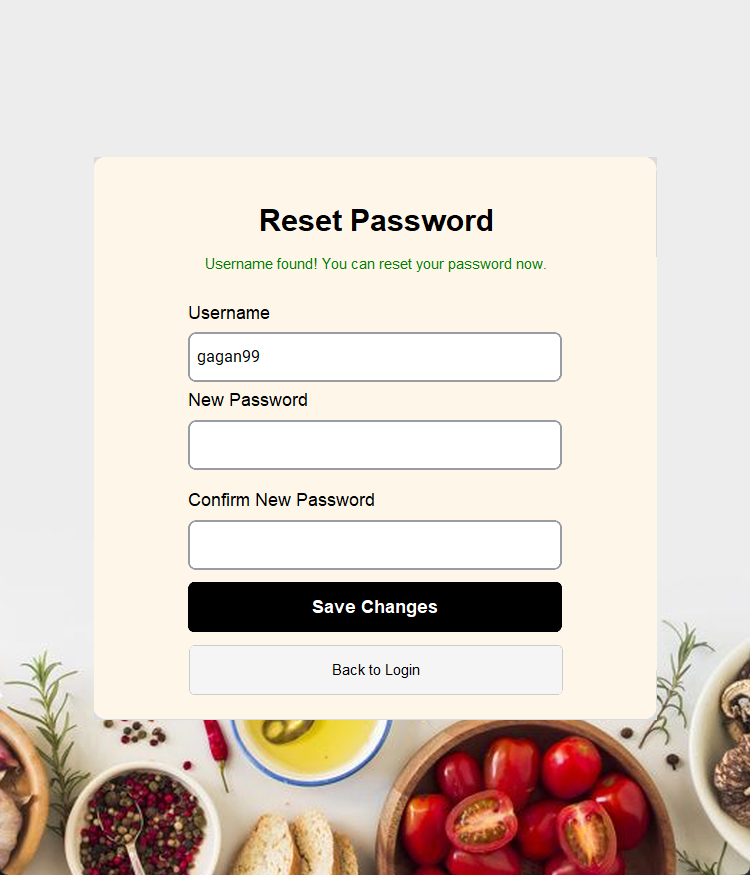 Reset Password
Username found! You can reset your password now.
Username
gagan99
New Password
Confirm New Password
Save Changes
Back to Login